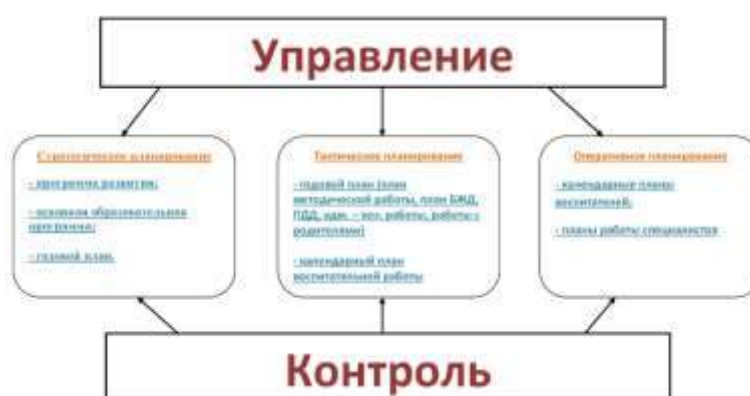 Управление
Стратегическое планирование
- программа развития;
- основная образовательная
программа;
- годовой план.
Тактическое планирование
- годовой план (план
методической работы, план БЖД,
ПДД, адм. – хоз. работы, работы с
родителями)
- календарный план
воспитательной работы
Оперативное планирование
- календарные планы
воспитателей;
- планы работы специалистов
Контроль